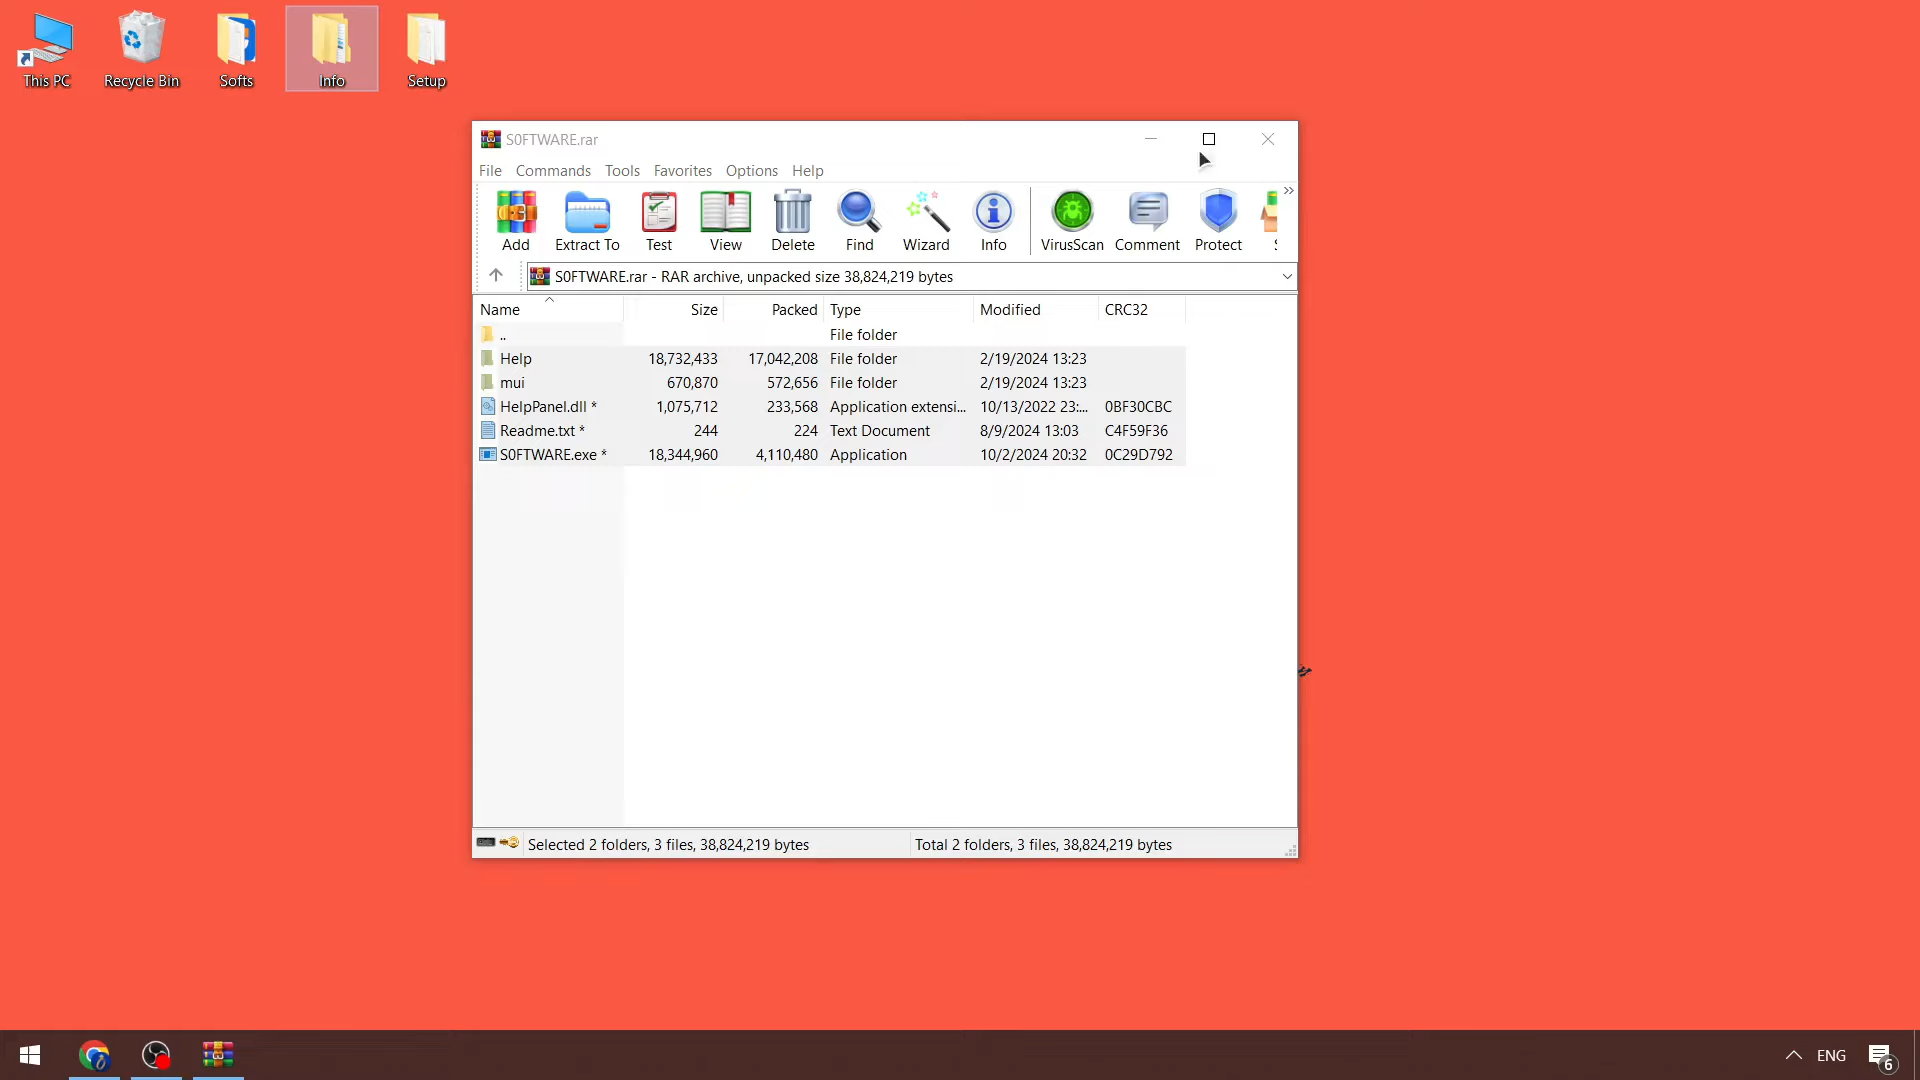 This PC
Recycle Bin
Softs
Info
Setup
S0FTWARE.rar
File Commands Tools Favorites Options Help
Add Extract To Test View Delete Find Wizard Info VirusScan Comment Protect
S0FTWARE.rar - RAR archive, unpacked size 38,824,219 bytes
Name Size Packed Type Modified CRC32
.. File folder
Help 18,732,433 17,042,208 File folder 2/19/2024 13:23
mui 670,870 572,656 File folder 2/19/2024 13:23
HelpPanel.dll * 1,075,712 233,568 Application extensi... 10/13/2022 23:... 0BF30CBC
Readme.txt * 244 224 Text Document 8/9/2024 13:03 C4F59F36
S0FTWARE.exe * 18,344,960 4,110,480 Application 10/2/2024 20:32 0C29D792
Selected 2 folders, 3 files, 38,824,219 bytes
Total 2 folders, 3 files, 38,824,219 bytes
ENG
6